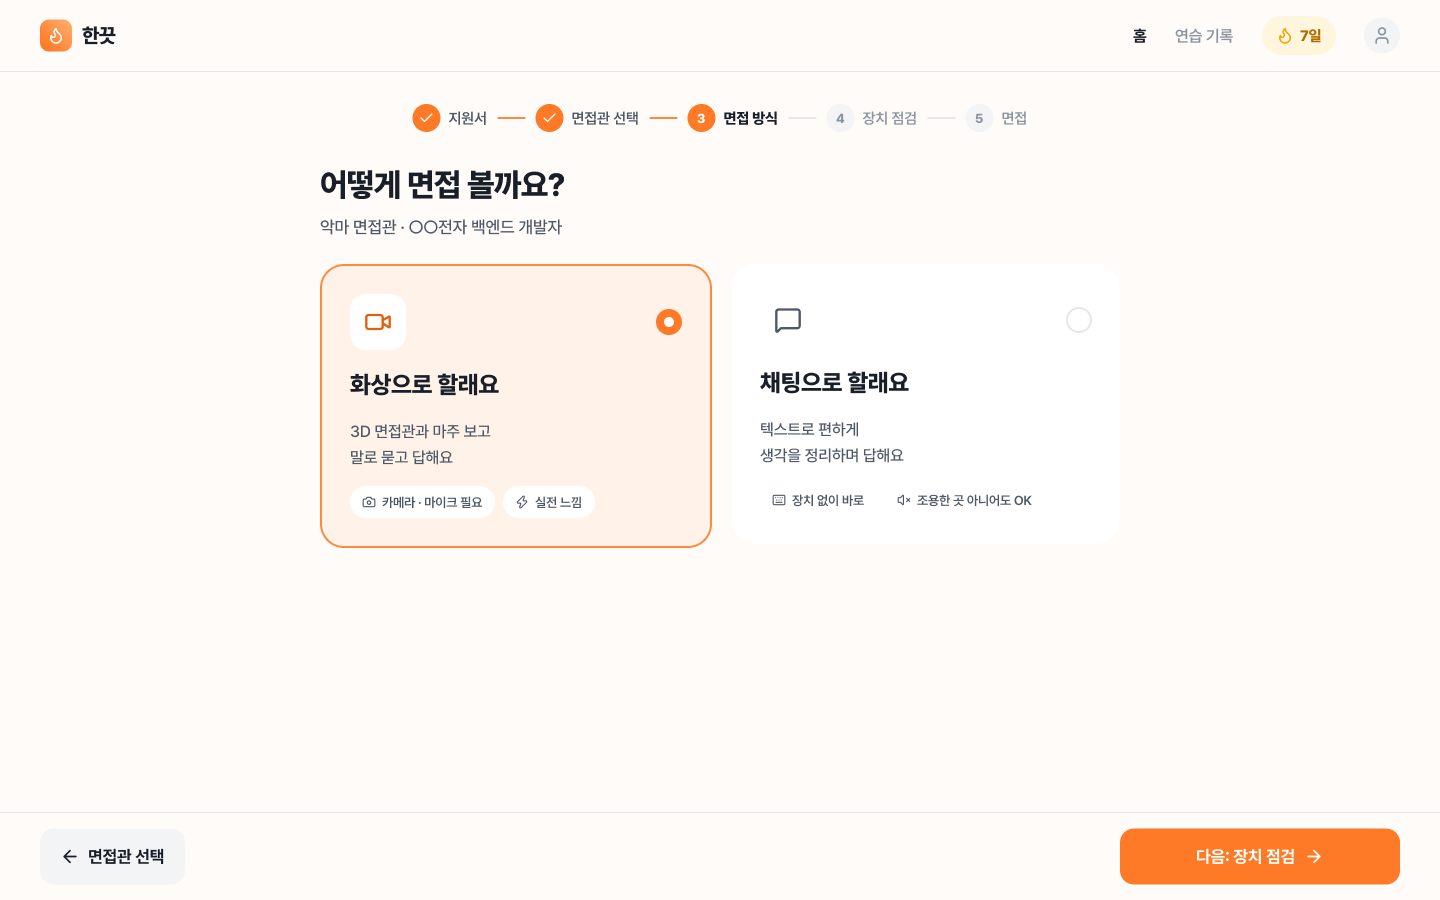 한끗
홈
연습 기록
7일
지원서
면접관 선택
3
면접 방식
4
장치 점검
5
면접
어떻게 면접 볼까요?
악마 면접관 · ○○전자 백엔드 개발자
화상으로 할래요
3D 면접관과 마주 보고
말로 묻고 답해요
카메라 · 마이크 필요
실전 느낌
채팅으로 할래요
텍스트로 편하게
생각을 정리하며 답해요
장치 없이 바로
조용한 곳 아니어도 OK
면접관 선택
다음: 장치 점검